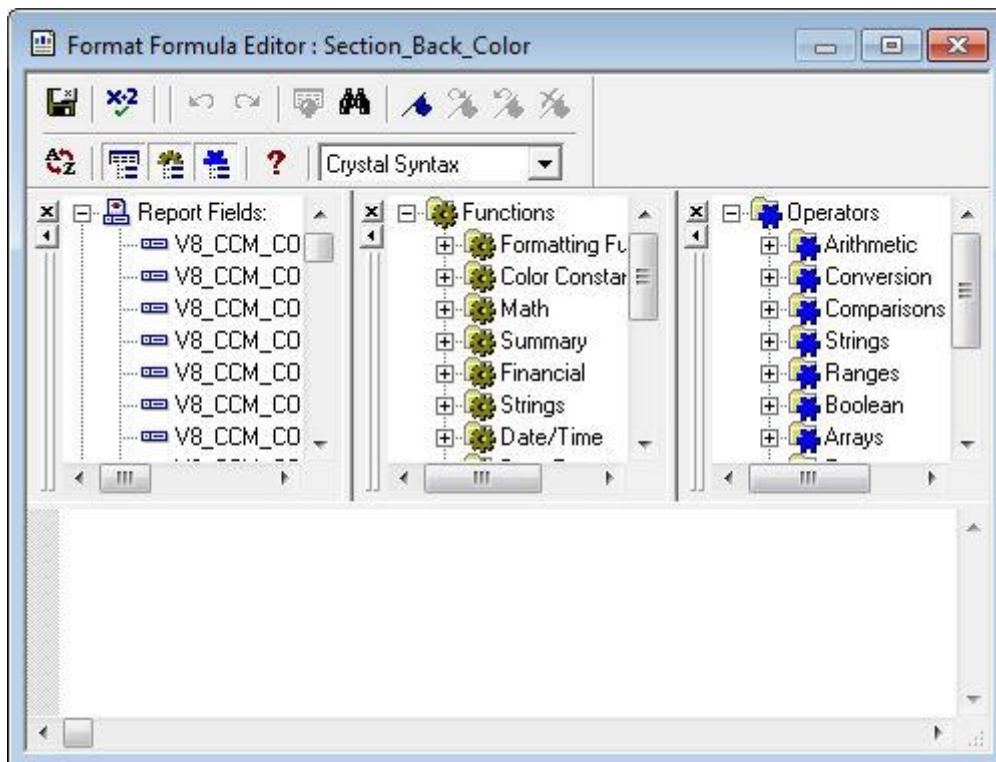 Format Formula Editor : Section_Back_Color
X+2
A
Z
?
Crystal Syntax
Report Fields:
V8_CCM_CO
V8_CCM_CO
V8_CCM_CO
V8_CCM_CO
V8_CCM_CO
V8_CCM_CO
V8_CCM_CO
Functions
Formatting Fu
Color Constar
Math
Summary
Financial
Strings
Date/Time
Operators
Arithmetic
Conversion
Comparisons
Strings
Ranges
Boolean
Arrays